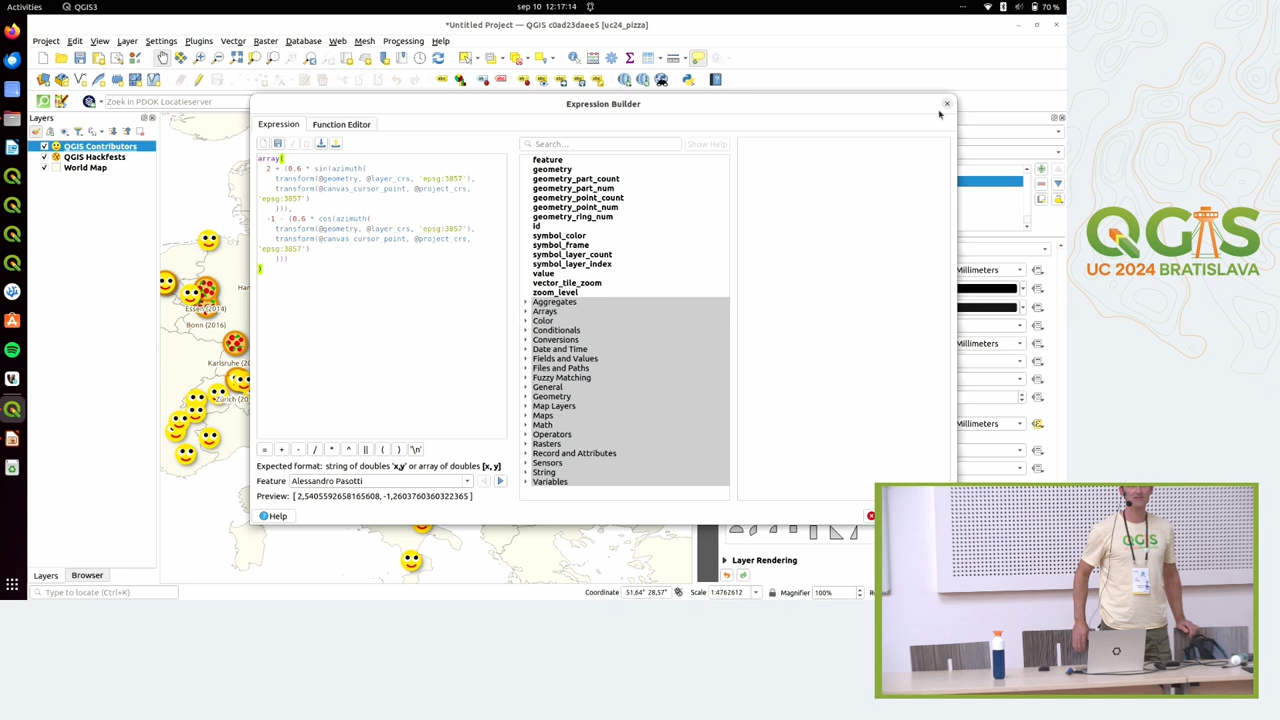 Activities
QGIS3
sep 10 12:17:14
70 %
*Untitled Project — QGIS c0ad23daee5 [uc24_pizza]
Project Edit View Layer Settings Plugins Vector Raster Database Web Mesh Processing Help
Zoek in PDOK Locatieserver
Layers
QGIS Contributors
QGIS Hackfests
World Map
Essen (2014)
Bonn (2016)
Karlsruhe (20
Zürich (20
Expression Builder
Expression Function Editor
array(
2 + (0.6 * sin(azimuth(
transform(@geometry, @layer_crs, 'epsg:3857'),
transform(@canvas_cursor_point, @project_crs,
'epsg:3857')
))),
-1 - (0.6 * cos(azimuth(
transform(@geometry, @layer_crs, 'epsg:3857'),
transform(@canvas_cursor_point, @project_crs,
'epsg:3857')
)))
)
= + - / * ^ || ( ) '\n'
Expected format: string of doubles 'x,y' or array of doubles [x, y]
Feature Alessandro Pasotti
Preview: [ 2,5405592658165608, -1,2603760360322365 ]
Help
Search...
Show Help
feature
geometry
geometry_part_count
geometry_part_num
geometry_point_count
geometry_point_num
geometry_ring_num
id
symbol_color
symbol_frame
symbol_layer_count
symbol_layer_index
value
vector_tile_zoom
zoom_level
Aggregates
Arrays
Color
Conditionals
Conversions
Date and Time
Fields and Values
Files and Paths
Fuzzy Matching
General
Geometry
Map Layers
Maps
Math
Operators
Rasters
Record and Attributes
Sensors
String
Variables
Millimeters
Millimeters
Millimeters
Layer Rendering
Layers Browser
Type to locate (Ctrl+K)
Coordinate 51,64° 28,57°
Scale 1:4762612
Magnifier 100%
QGIS
UC 2024 BRATISLAVA
QGIS